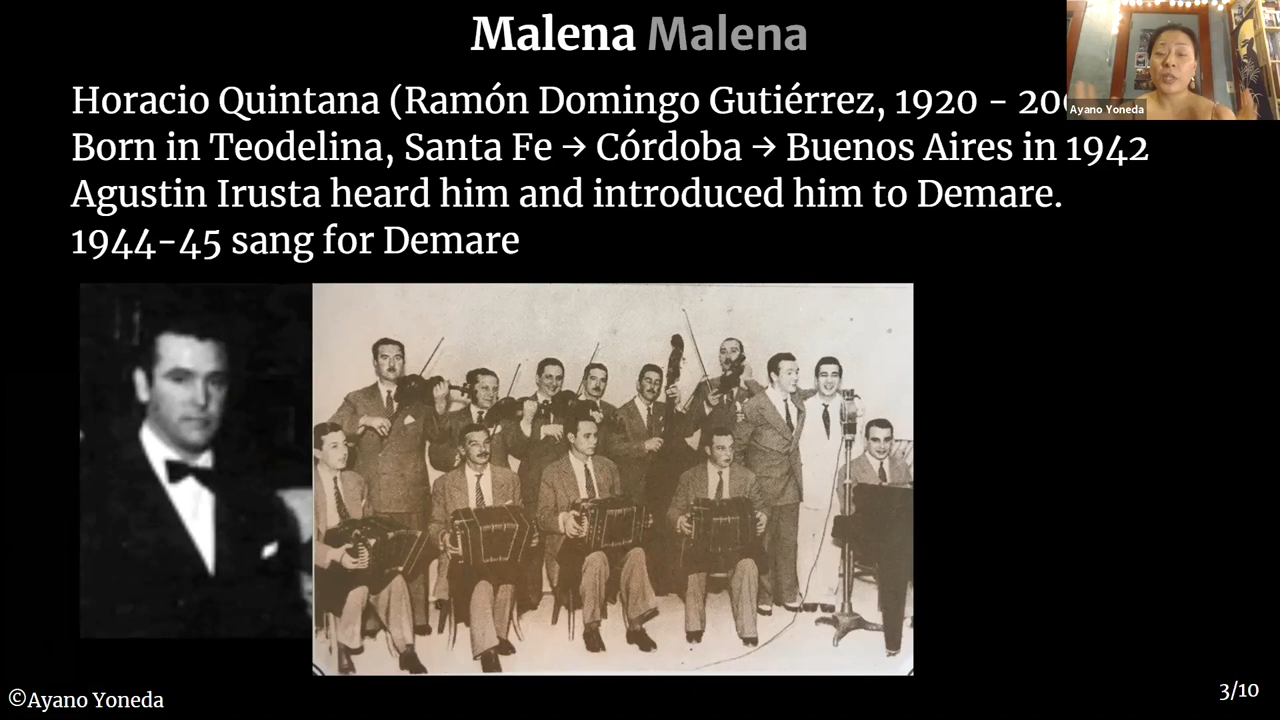 Malena Malena
Horacio Quintana (Ramón Domingo Gutiérrez, 1920 -
Born in Teodelina, Santa Fe → Córdoba → Buenos Aires in 1942
Agustin Irusta heard him and introduced him to Demare.
1944-45 sang for Demare
Ayano Yoneda
©Ayano Yoneda
3/10